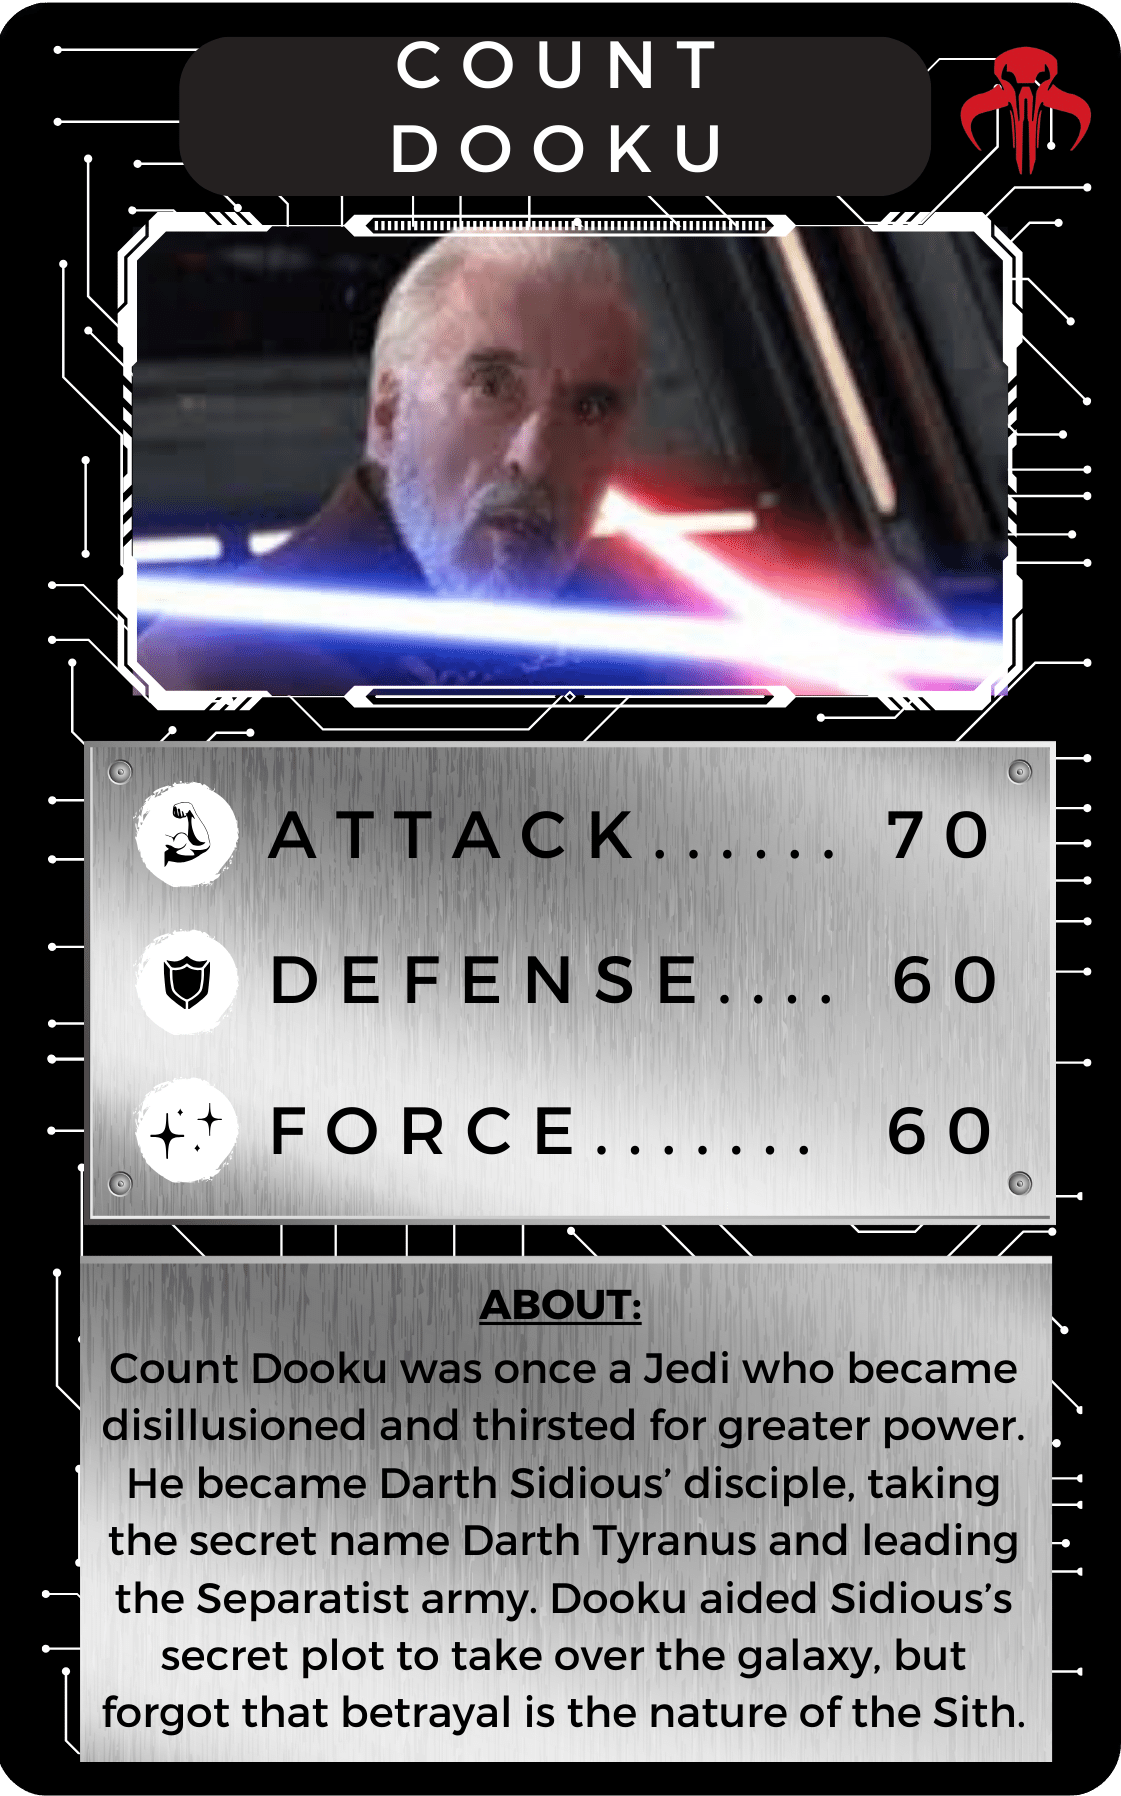 COUNT
DOOKU
ATTACK...... 70
DEFENSE.... 60
FORCE....... 60
ABOUT:
Count Dooku was once a Jedi who became
disillusioned and thirsted for greater power.
He became Darth Sidious’ disciple, taking
the secret name Darth Tyranus and leading
the Separatist army. Dooku aided Sidious’s
secret plot to take over the galaxy, but
forgot that betrayal is the nature of the Sith.